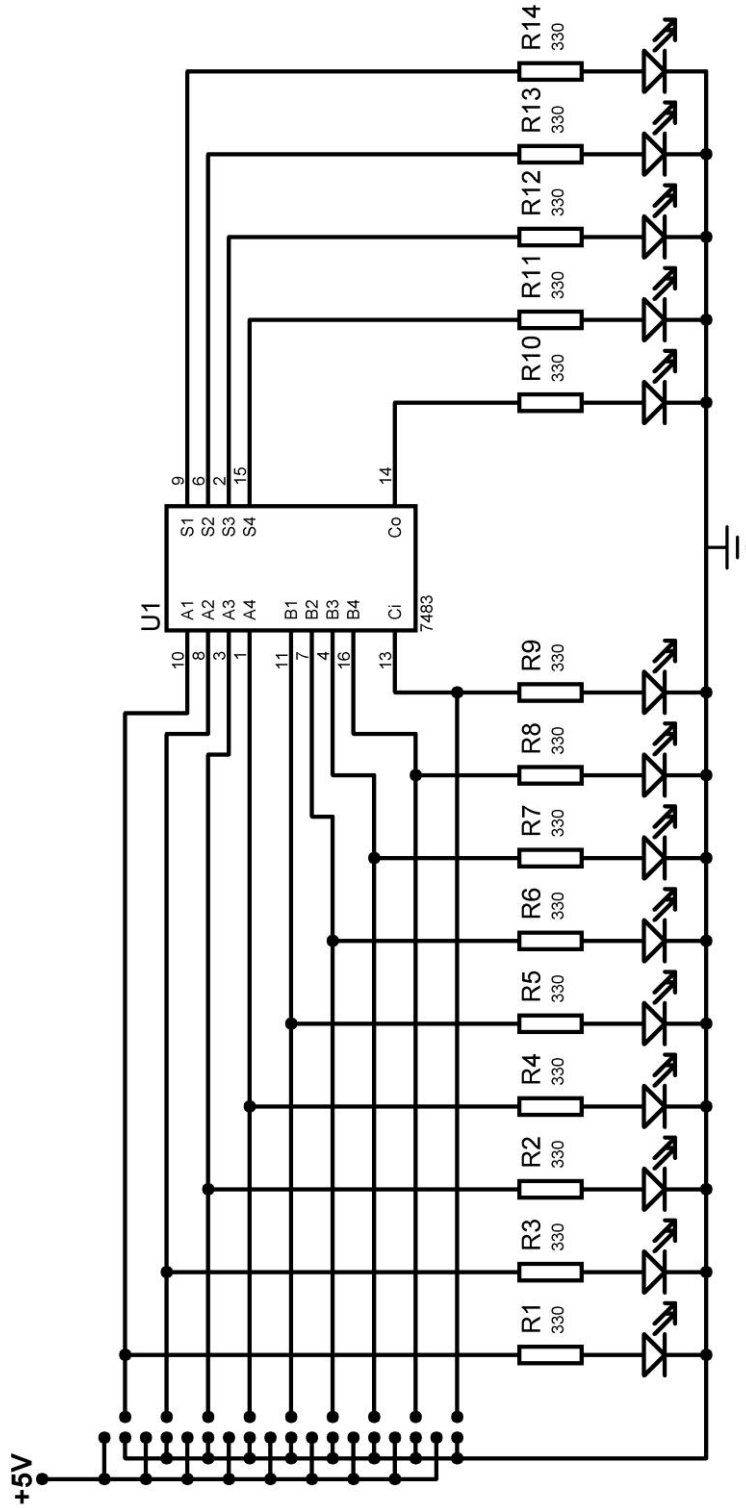 +5V
U1
10 A1 S1 9
8 A2 S2 6
3 A3 S3 2
1 A4 S4 15
11 B1
7 B2
4 B3
16 B4
13 Ci Co 14
7483
R1 R3 R2 R4 R5 R6 R7 R8 R9 R10 R11 R12 R13 R14
330 330 330 330 330 330 330 330 330 330 330 330 330 330